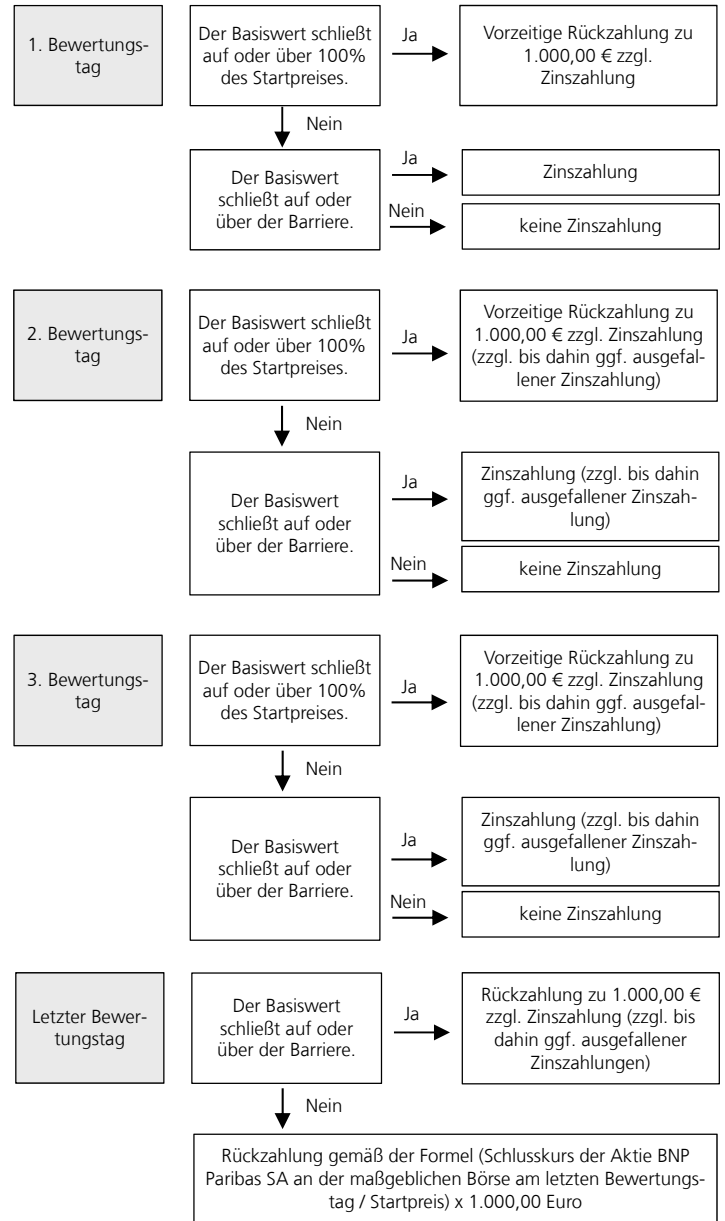 1. Bewertungs-
tag
Der Basiswert schließt
auf oder über 100%
des Startpreises.
Ja
Vorzeitige Rückzahlung zu
1.000,00 € zzgl.
Zinszahlung
Nein
Der Basiswert
schließt auf oder
über der Barriere.
Ja
Zinszahlung
Nein
keine Zinszahlung
2. Bewertungs-
tag
Der Basiswert schließt
auf oder über 100%
des Startpreises.
Ja
Vorzeitige Rückzahlung zu
1.000,00 € zzgl. Zinszahlung
(zzgl. bis dahin ggf. ausgefal-
lener Zinszahlung)
Nein
Der Basiswert
schließt auf oder
über der Barriere.
Ja
Zinszahlung (zzgl. bis dahin
ggf. ausgefallener Zinszah-
lung)
Nein
keine Zinszahlung
3. Bewertungs-
tag
Der Basiswert schließt
auf oder über 100%
des Startpreises.
Ja
Vorzeitige Rückzahlung zu
1.000,00 € zzgl. Zinszahlung
(zzgl. bis dahin ggf. ausgefal-
lener Zinszahlung)
Nein
Der Basiswert
schließt auf oder
über der Barriere.
Ja
Zinszahlung (zzgl. bis dahin
ggf. ausgefallener Zinszah-
lung)
Nein
keine Zinszahlung
Letzter Bewer-
tungstag
Der Basiswert
schließt auf oder
über der Barriere.
Ja
Rückzahlung zu 1.000,00 €
zzgl. Zinszahlung (zzgl. bis
dahin ggf. ausgefallener
Zinszahlungen)
Nein
Rückzahlung gemäß der Formel (Schlusskurs der Aktie BNP
Paribas SA an der maßgeblichen Börse am letzten Bewertungs-
tag / Startpreis) x 1.000,00 Euro